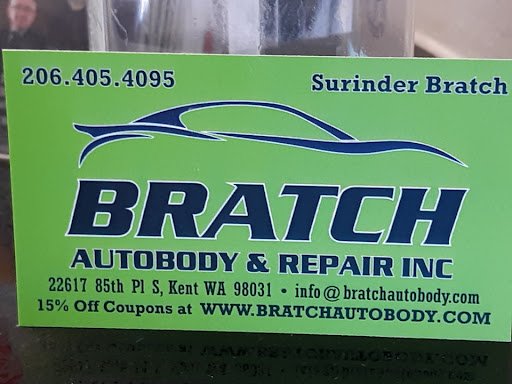 206.405.4095 Surinder Bratch
BRATCH
AUTOBODY & REPAIR INC
22617 85th Pl S, Kent WA 98031 • info@bratchautobody.com
15% Off Coupons at WWW.BRATCHAUTOBODY.COM